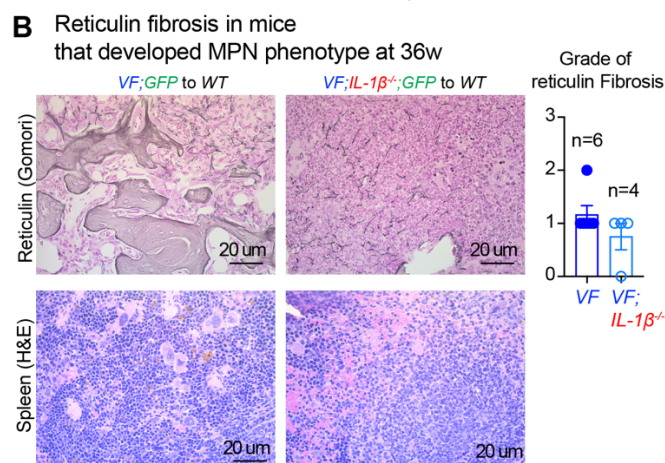 B Reticulin fibrosis in mice
that developed MPN phenotype at 36w
VF;GFP to WT
VF;IL-1β-/-;GFP to WT
Reticulin (Gomori)
20 um
20 um
Spleen (H&E)
20 um
20 um
Grade of
reticulin Fibrosis
3
2
1
0
n=6
n=4
VF
VF;
IL-1β-/-